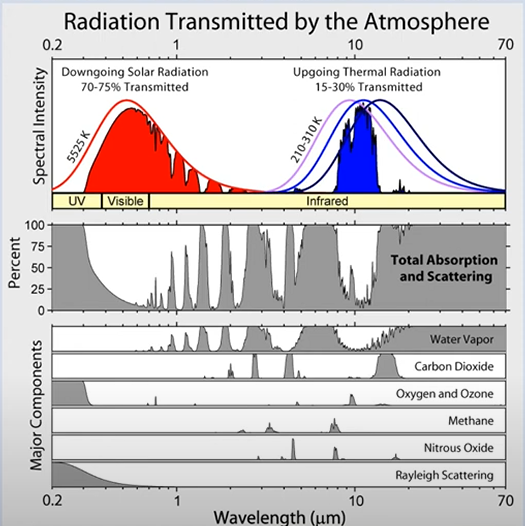 Radiation Transmitted by the Atmosphere
0.2 1 10 70
Downgoing Solar Radiation
70-75% Transmitted
Upgoing Thermal Radiation
15-30% Transmitted
Spectral Intensity
5525 K
210-310 K
UV Visible Infrared
Percent
100
75
50
25
0
Total Absorption
and Scattering
Major Components
Water Vapor
Carbon Dioxide
Oxygen and Ozone
Methane
Nitrous Oxide
Rayleigh Scattering
0.2 1 10 70
Wavelength (μm)